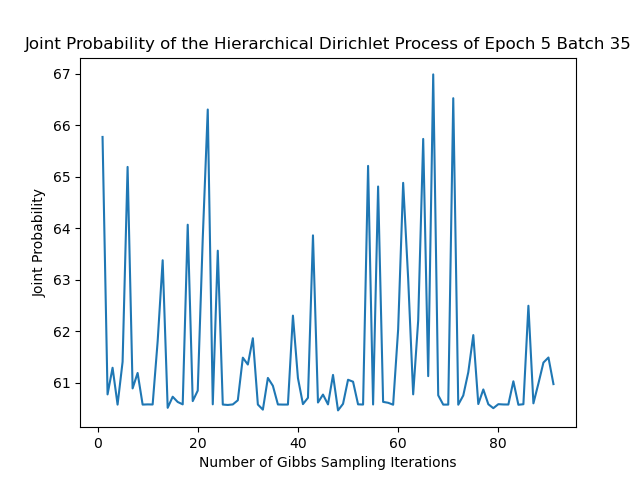 Joint Probability of the Hierarchical Dirichlet Process of Epoch 5 Batch 35
67
66
65
64
63
62
61
Joint Probability
0 20 40 60 80
Number of Gibbs Sampling Iterations